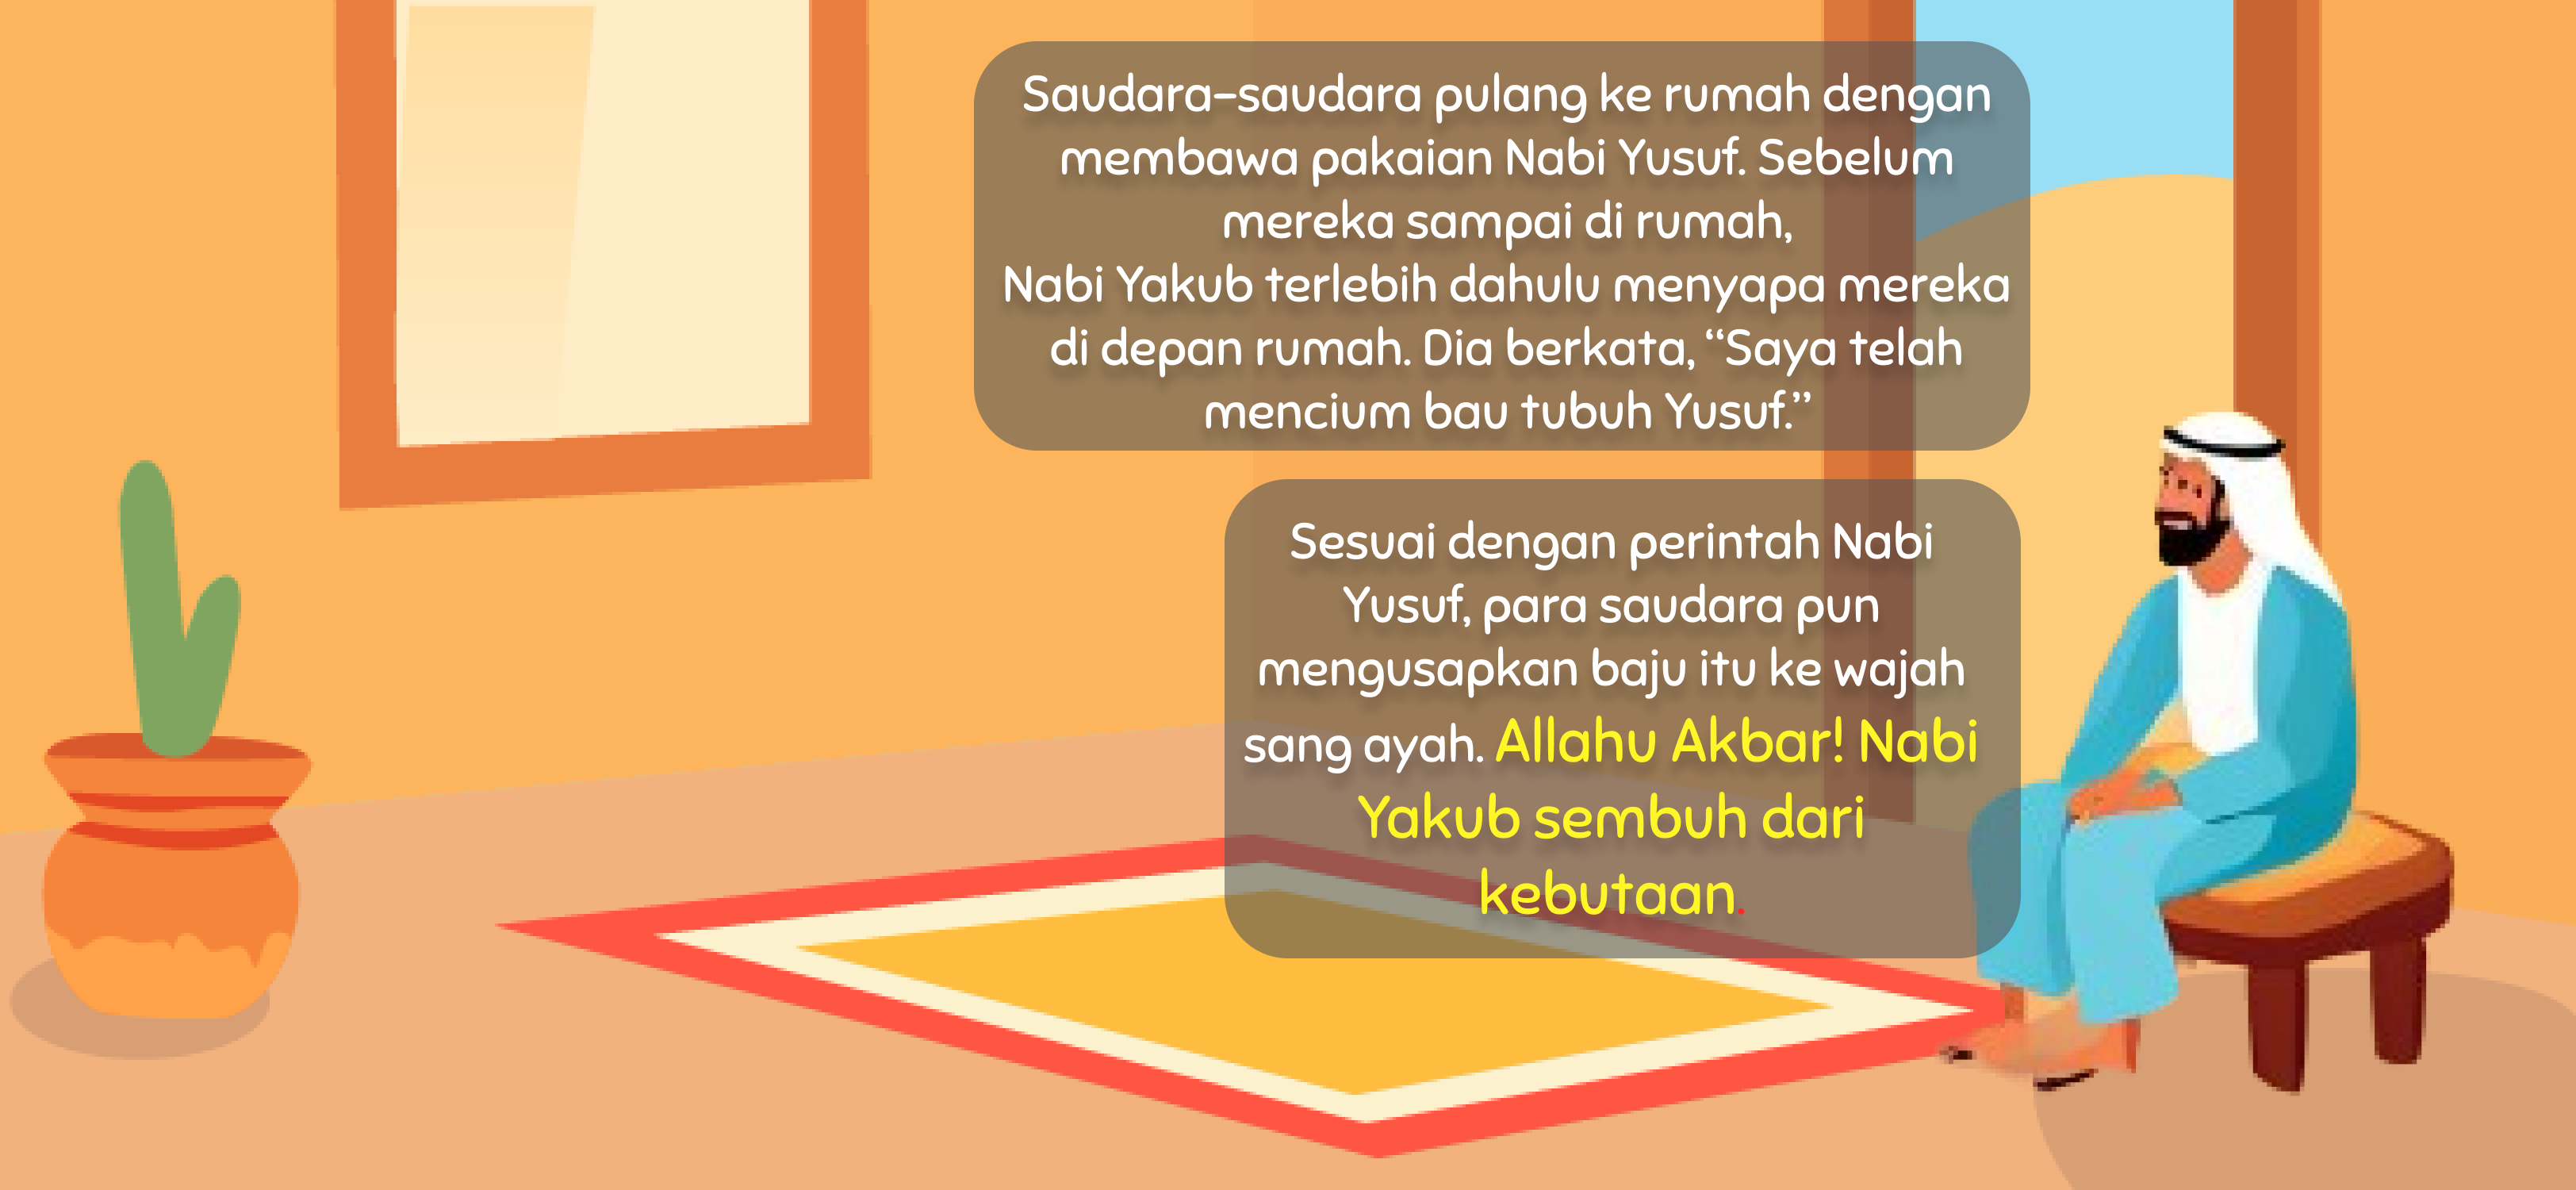 Saudara-saudara pulang ke rumah dengan
membawa pakaian Nabi Yusuf. Sebelum
mereka sampai di rumah,
Nabi Yakub terlebih dahulu menyapa mereka
di depan rumah. Dia berkata, “Saya telah
mencium bau tubuh Yusuf.”
Sesuai dengan perintah Nabi
Yusuf, para saudara pun
mengusapkan baju itu ke wajah
sang ayah. Allahu Akbar! Nabi
Yakub sembuh dari
kebutaan.